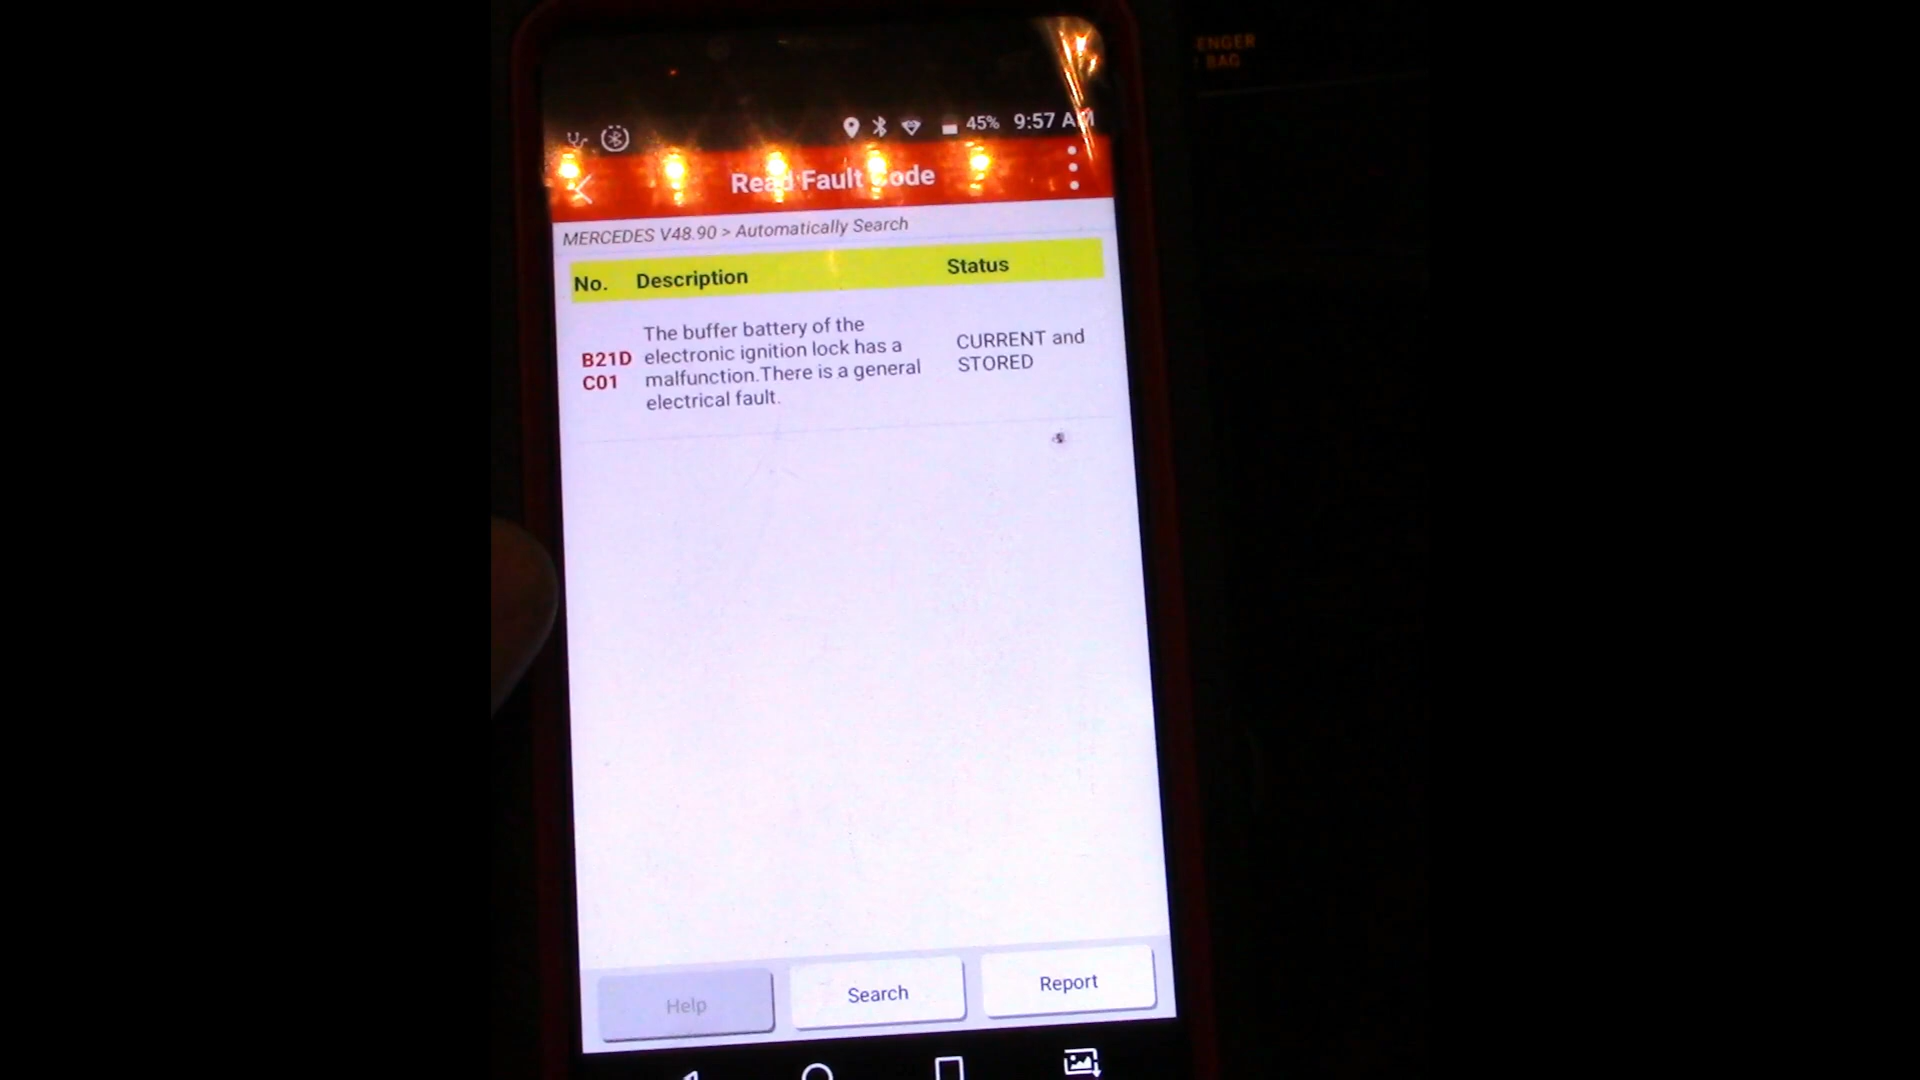 ENGER
BAG
45% 9:57 AM
Read Fault Code
MERCEDES V48.90 > Automatically Search
No. Description Status
B21D
C01
The buffer battery of the
electronic ignition lock has a
malfunction.There is a general
electrical fault.
CURRENT and
STORED
Help Search Report